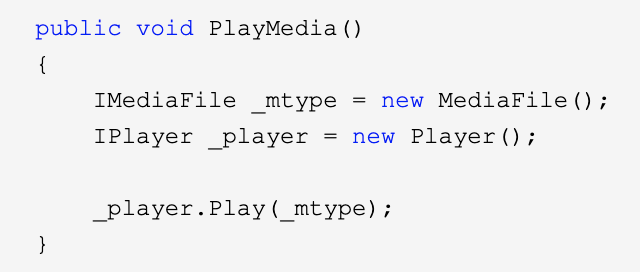 public void PlayMedia()
{
    IMediaFile _mtype = new MediaFile();
    IPlayer _player = new Player();

    _player.Play(_mtype);
}